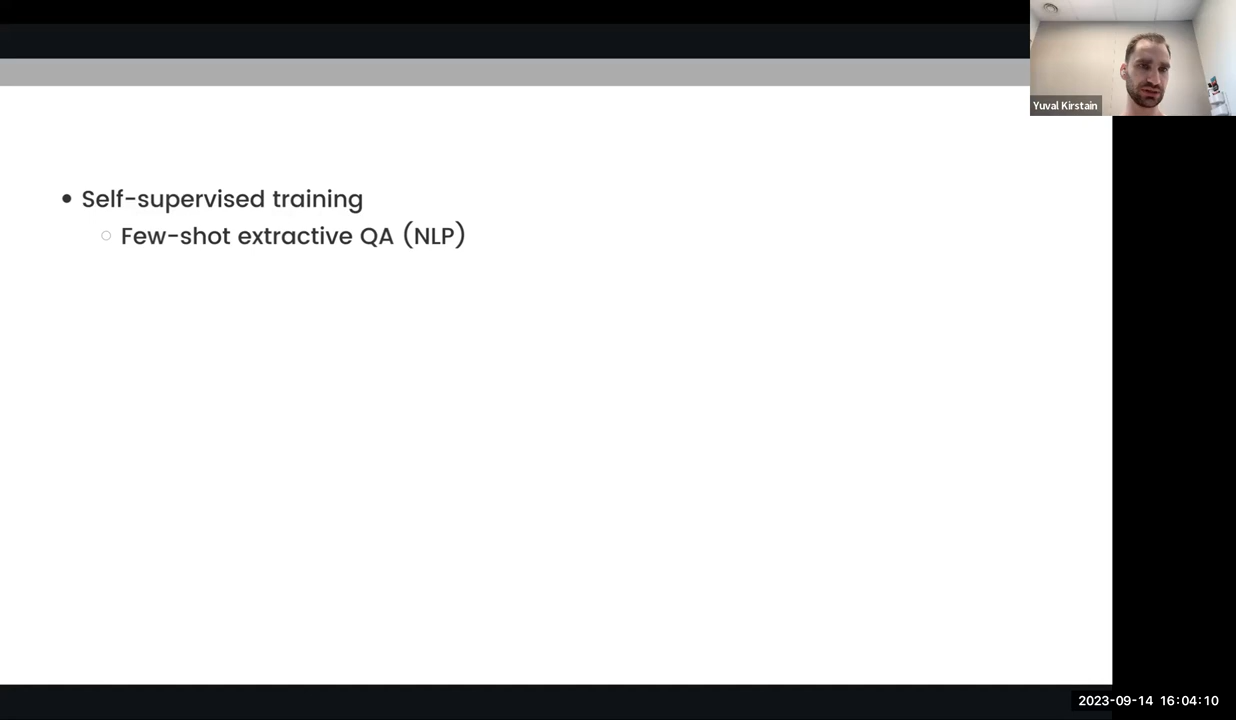 Yuval Kirstain
• Self-supervised training
○ Few-shot extractive QA (NLP)
2023-09-14 16:04:10